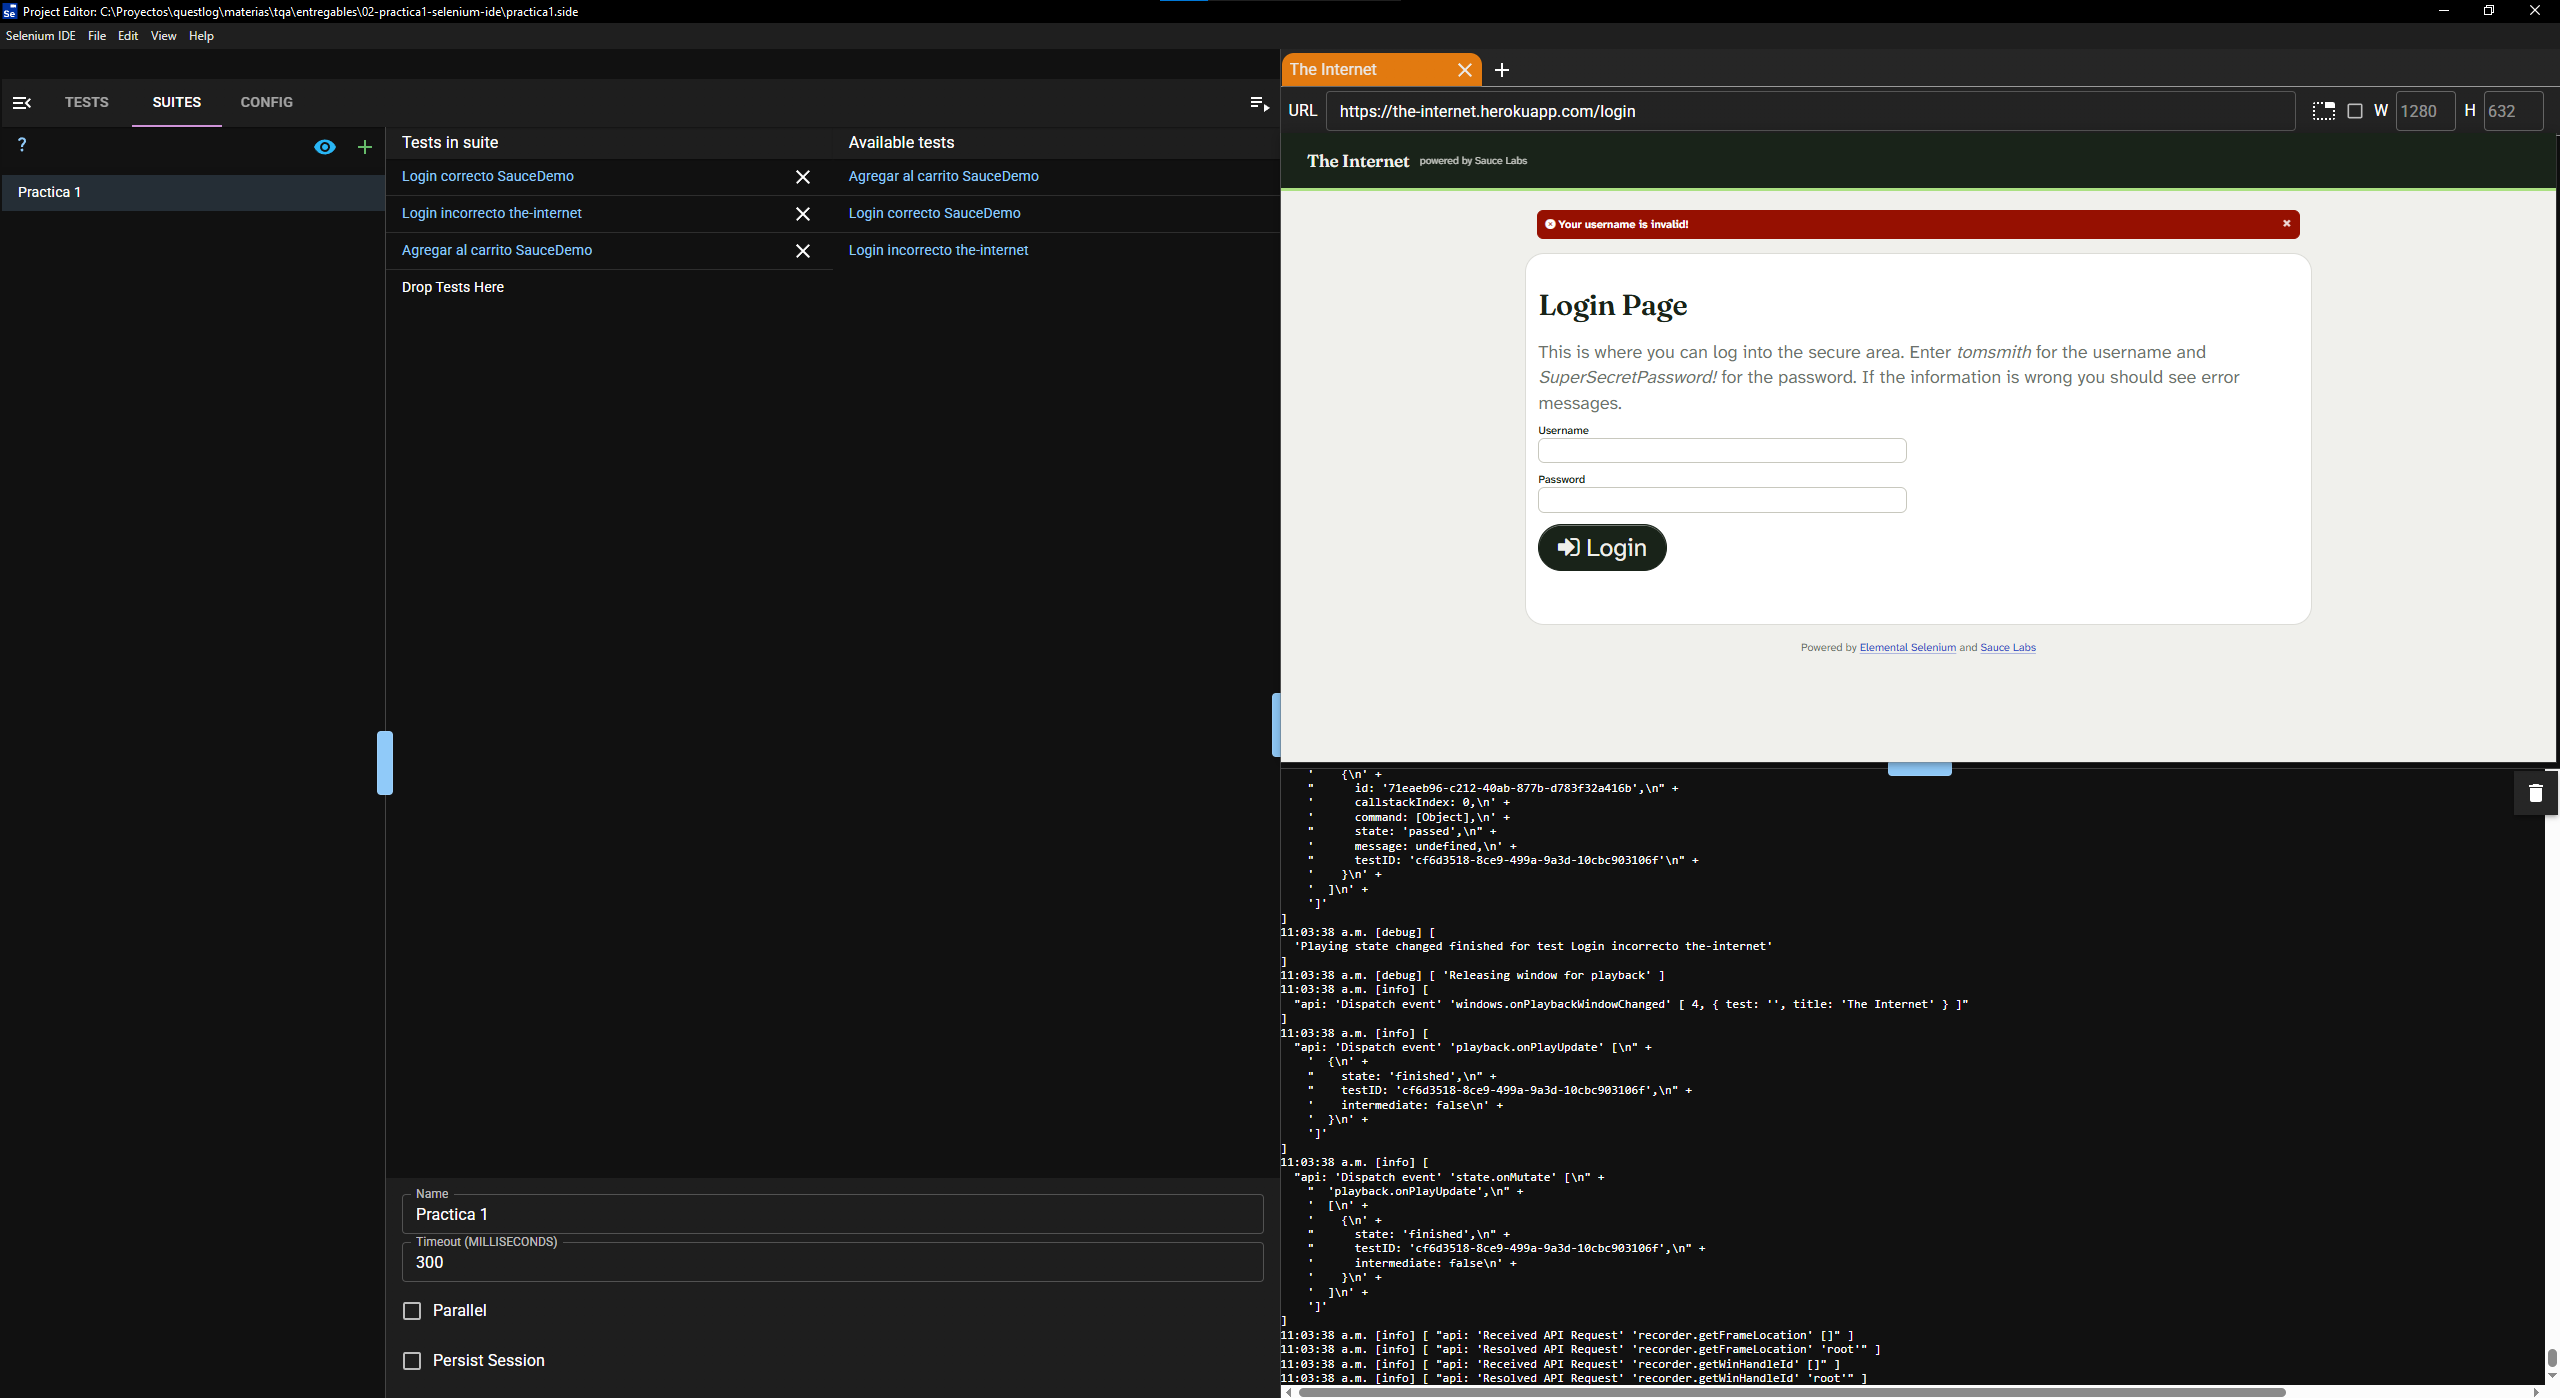 Project Editor: C:\Proyectos\questlog\materias\tqa\entregables\02-practica1-selenium-ide\practica1.side
Selenium IDE File Edit View Help
TESTS SUITES CONFIG
?
Practica 1
Tests in suite
Login correcto SauceDemo
Login incorrecto the-internet
Agregar al carrito SauceDemo
Drop Tests Here
Available tests
Agregar al carrito SauceDemo
Login correcto SauceDemo
Login incorrecto the-internet
Name
Practica 1
Timeout (MILLISECONDS)
300
Parallel
Persist Session
The Internet
URL https://the-internet.herokuapp.com/login W 1280 H 632
The Internet powered by Sauce Labs
Your username is invalid!
Login Page
This is where you can log into the secure area. Enter tomsmith for the username and
SuperSecretPassword! for the password. If the information is wrong you should see error
messages.
Username
Password
Login
Powered by Elemental Selenium and Sauce Labs
'    {\n' +
"      id: '71eaeb96-c212-40ab-877b-d783f32a416b',\n" +
'      callstackIndex: 0,\n' +
'      command: [Object],\n' +
"      state: 'passed',\n" +
'      message: undefined,\n' +
"      testID: 'cf6d3518-8ce9-499a-9a3d-10cbc903106f'\n" +
'    }\n' +
'  ]\n' +
']'
]
11:03:38 a.m. [debug] [
'Playing state changed finished for test Login incorrecto the-internet'
]
11:03:38 a.m. [debug] [ 'Releasing window for playback' ]
11:03:38 a.m. [info] [
"api: 'Dispatch event' 'windows.onPlaybackWindowChanged' [ 4, { test: '', title: 'The Internet' } ]"
]
11:03:38 a.m. [info] [
"api: 'Dispatch event' 'playback.onPlayUpdate' [\n" +
'  {\n' +
"    state: 'finished',\n" +
"    testID: 'cf6d3518-8ce9-499a-9a3d-10cbc903106f',\n" +
'    intermediate: false\n' +
'  }\n' +
']'
]
11:03:38 a.m. [info] [
"api: 'Dispatch event' 'state.onMutate' [\n" +
"  'playback.onPlayUpdate',\n" +
'  [\n' +
'    {\n' +
"      state: 'finished',\n" +
"      testID: 'cf6d3518-8ce9-499a-9a3d-10cbc903106f',\n" +
'      intermediate: false\n' +
'    }\n' +
'  ]\n' +
']'
]
11:03:38 a.m. [info] [ "api: 'Received API Request' 'recorder.getFrameLocation' []" ]
11:03:38 a.m. [info] [ "api: 'Resolved API Request' 'recorder.getFrameLocation' 'root'" ]
11:03:38 a.m. [info] [ "api: 'Received API Request' 'recorder.getWinHandleId' []" ]
11:03:38 a.m. [info] [ "api: 'Resolved API Request' 'recorder.getWinHandleId' 'root'" ]